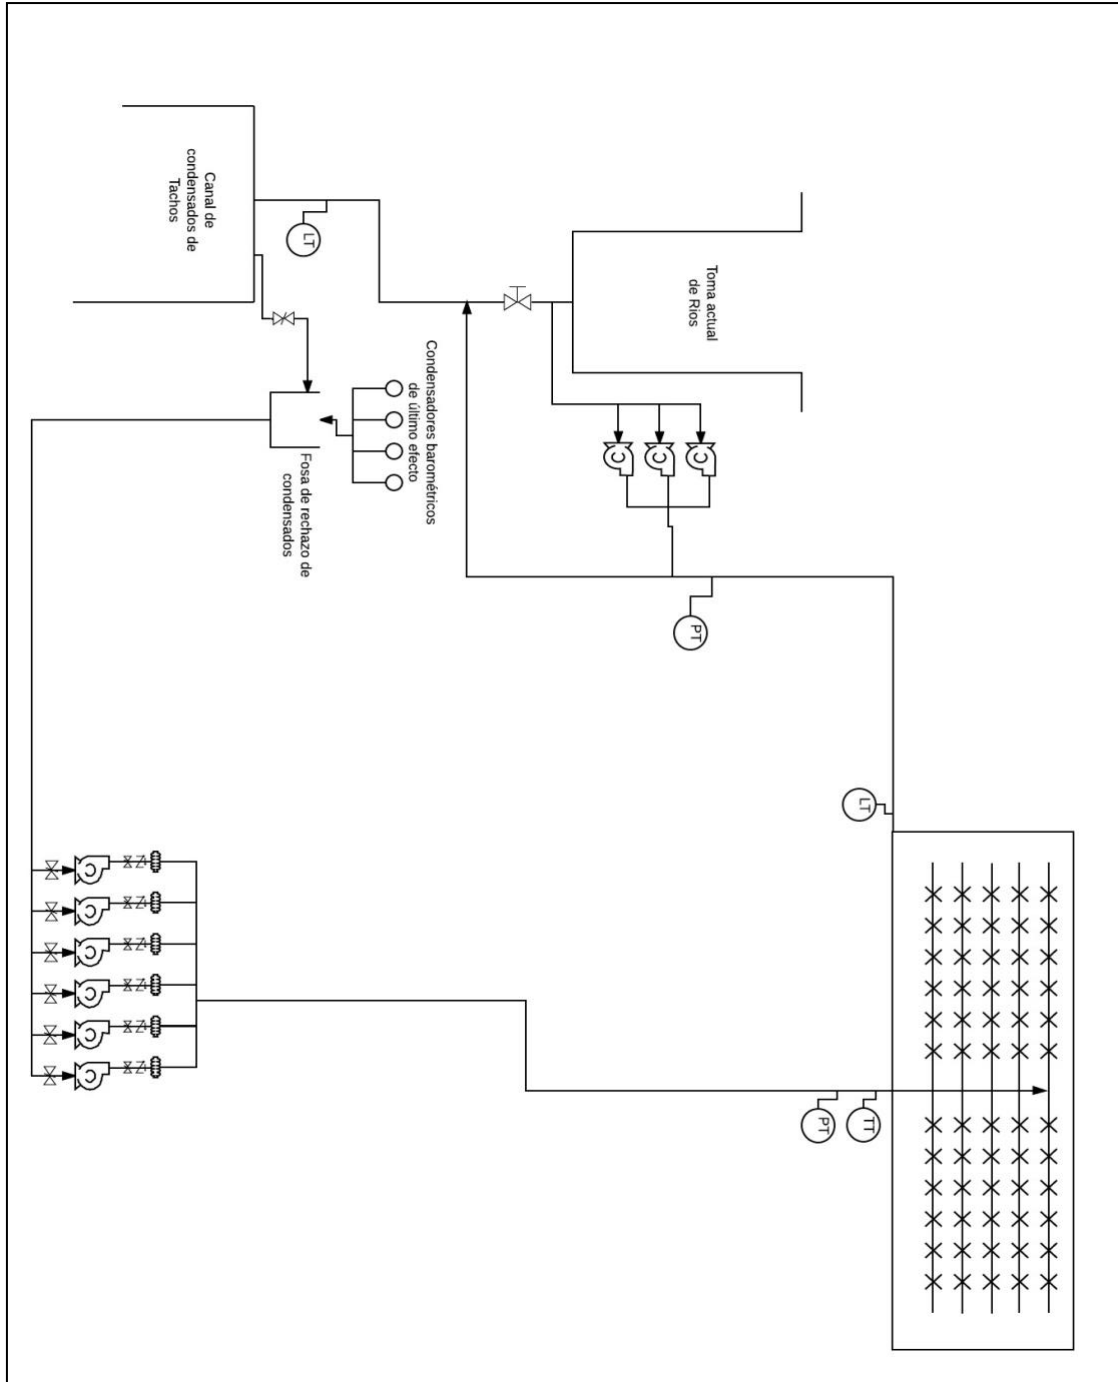 LT
TT
PT
Toma actual
de Rios
PT
C
C
C
Condensadores barométricos
de último efecto
LT
Fosa de rechazo de
condensados
Canal de
condensados de
Tachos
C
C
C
C
C
C